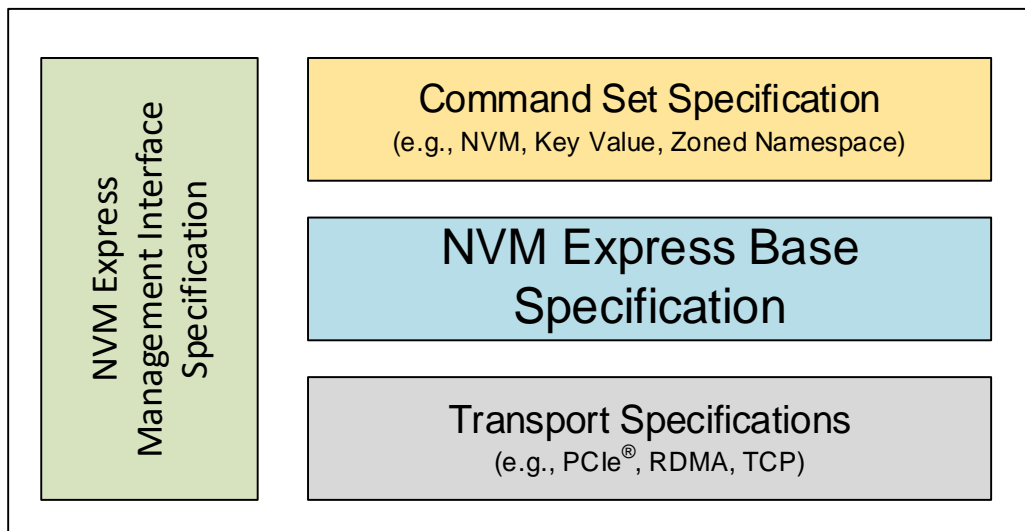 NVM Express
Management Interface
Specification
Command Set Specification
(e.g., NVM, Key Value, Zoned Namespace)
NVM Express Base
Specification
Transport Specifications
(e.g., PCIe®, RDMA, TCP)